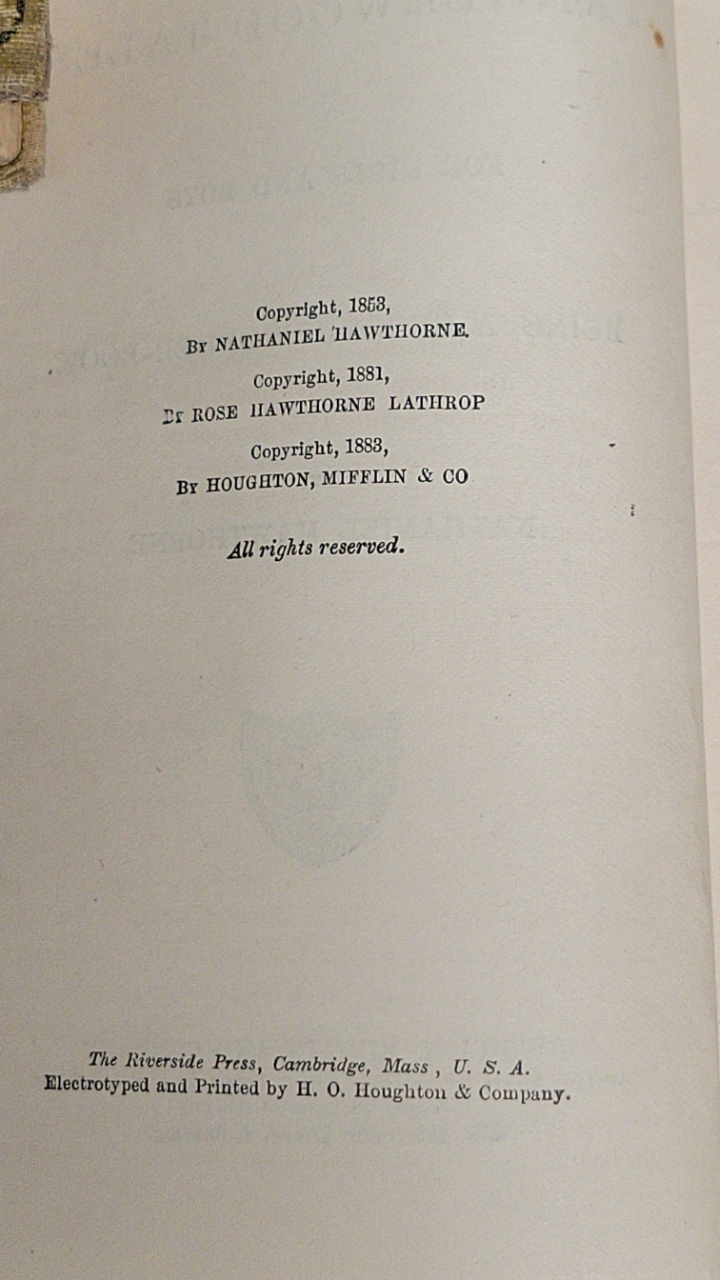 Copyright, 1853,
By NATHANIEL HAWTHORNE.
Copyright, 1881,
By ROSE HAWTHORNE LATHROP
Copyright, 1883,
By HOUGHTON, MIFFLIN & CO
All rights reserved.
The Riverside Press, Cambridge, Mass , U. S. A.
Electrotyped and Printed by H. O. Houghton & Company.